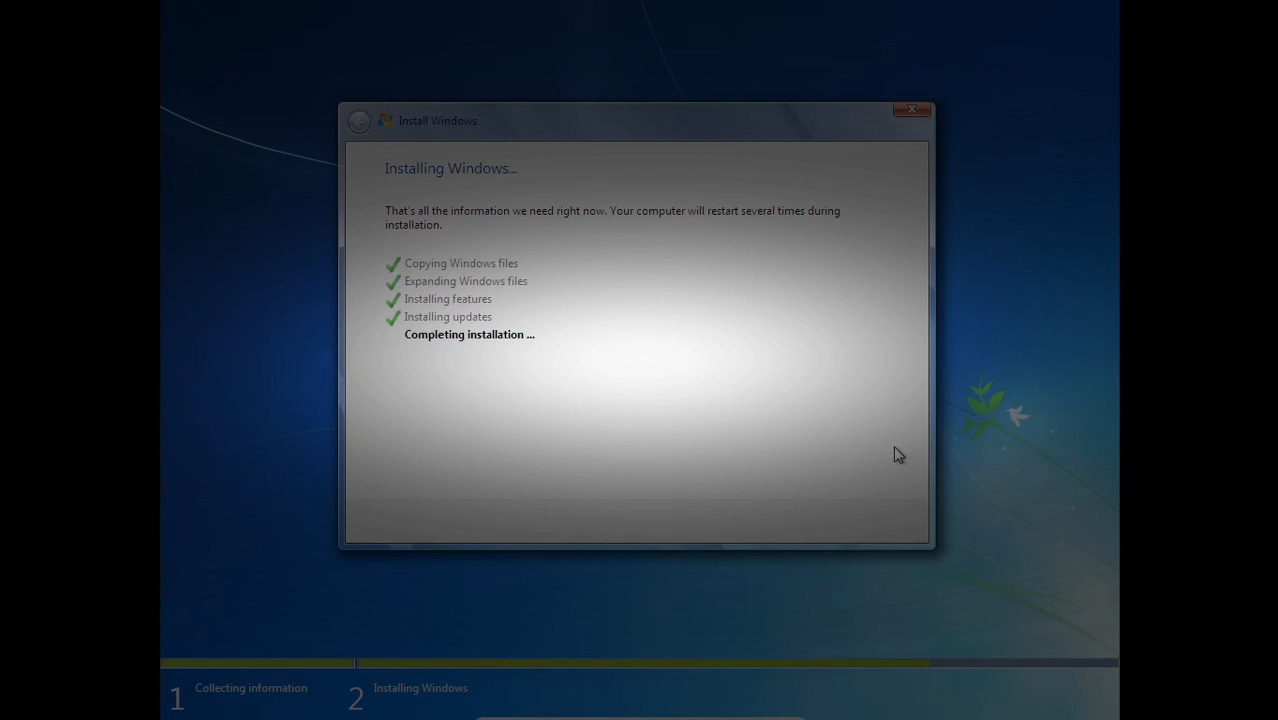 Install Windows
Installing Windows...
That's all the information we need right now. Your computer will restart several times during
installation.
Copying Windows files
Expanding Windows files
Installing features
Installing updates
Completing installation ...
1 Collecting information
2 Installing Windows